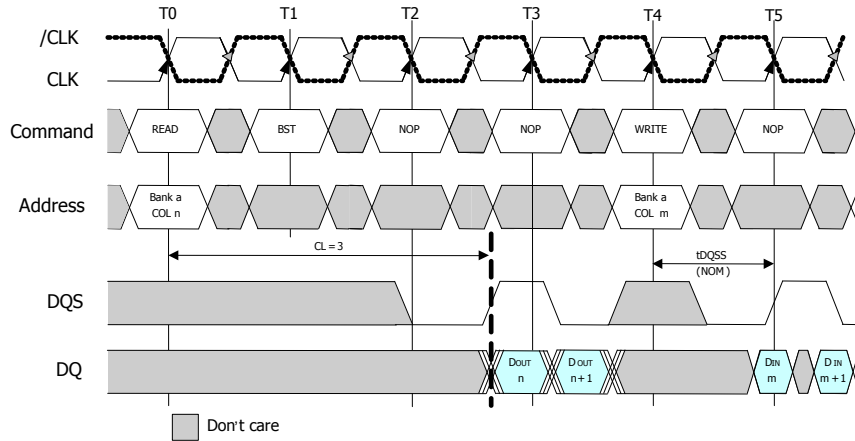 T0 T1 T2 T3 T4 T5
/CLK
CLK
Command READ BST NOP NOP WRITE NOP
Address Bank a COL n Bank a COL m
CL = 3
tDQSS
(NOM)
DQS
DQ DOUT n DOUT n+1 DIN m DIN m+1
Don't care